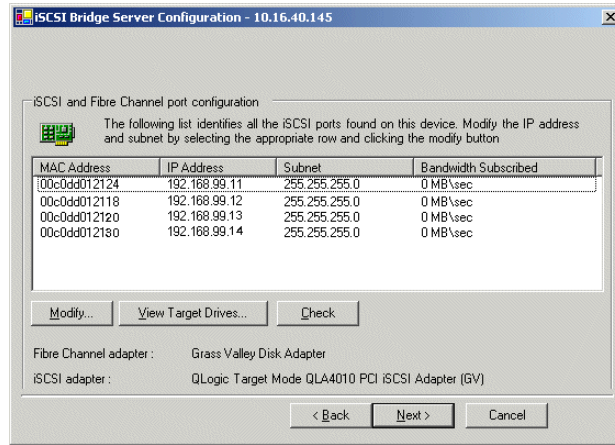 iSCSI Bridge Server Configuration - 10.16.40.145
iSCSI and Fibre Channel port configuration
The following list identifies all the iSCSI ports found on this device. Modify the IP address
and subnet by selecting the appropriate row and clicking the modify button
MAC Address IP Address Subnet Bandwidth Subscribed
00c0dd012124 192.168.99.11 255.255.255.0 0 MB\sec
00c0dd012118 192.168.99.12 255.255.255.0 0 MB\sec
00c0dd012120 192.168.99.13 255.255.255.0 0 MB\sec
00c0dd012130 192.168.99.14 255.255.255.0 0 MB\sec
Modify... View Target Drives... Check
Fibre Channel adapter : Grass Valley Disk Adapter
iSCSI adapter : QLogic Target Mode QLA4010 PCI iSCSI Adapter (GV)
< Back Next > Cancel